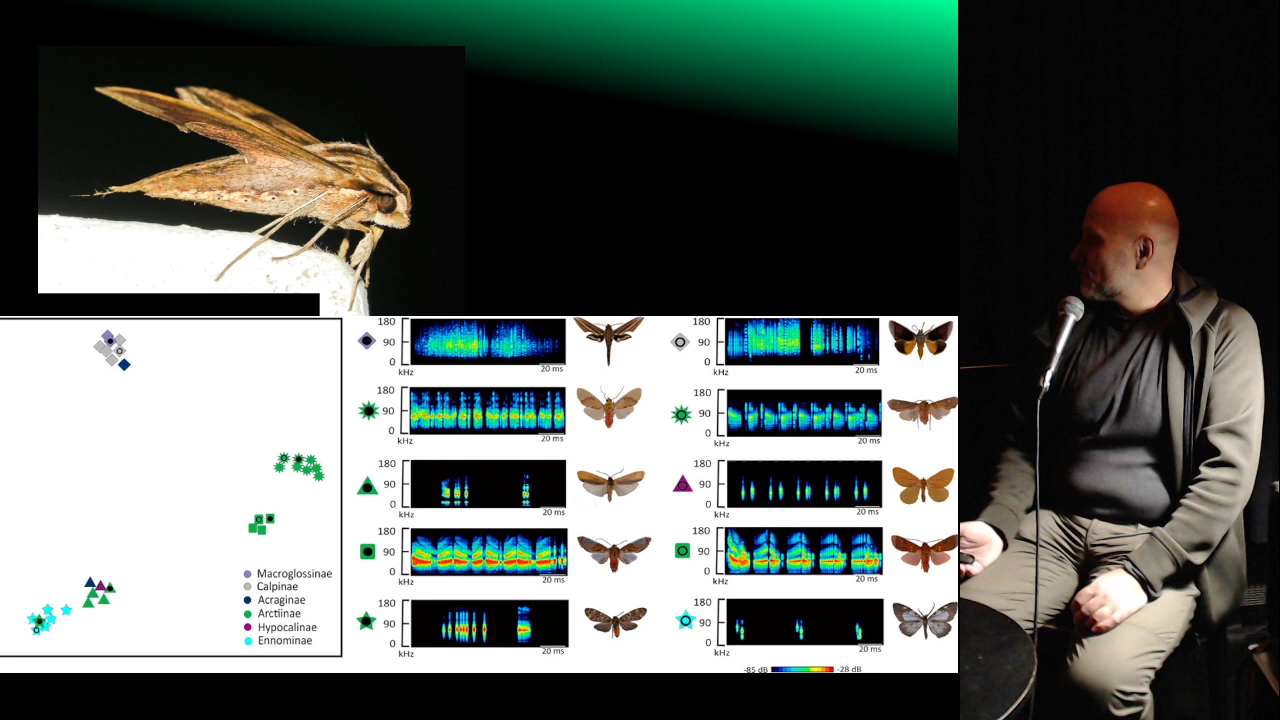 Macroglossinae
Calpinae
Acraginae
Arctiinae
Hypocalinae
Ennominae
180
90
0
kHz
20 ms
180
90
0
kHz
20 ms
180
90
0
kHz
20 ms
180
90
0
kHz
20 ms
180
90
0
kHz
20 ms
180
90
0
kHz
20 ms
180
90
0
kHz
20 ms
180
90
0
kHz
20 ms
180
90
0
kHz
20 ms
180
90
0
kHz
20 ms
-85 dB
-28 dB